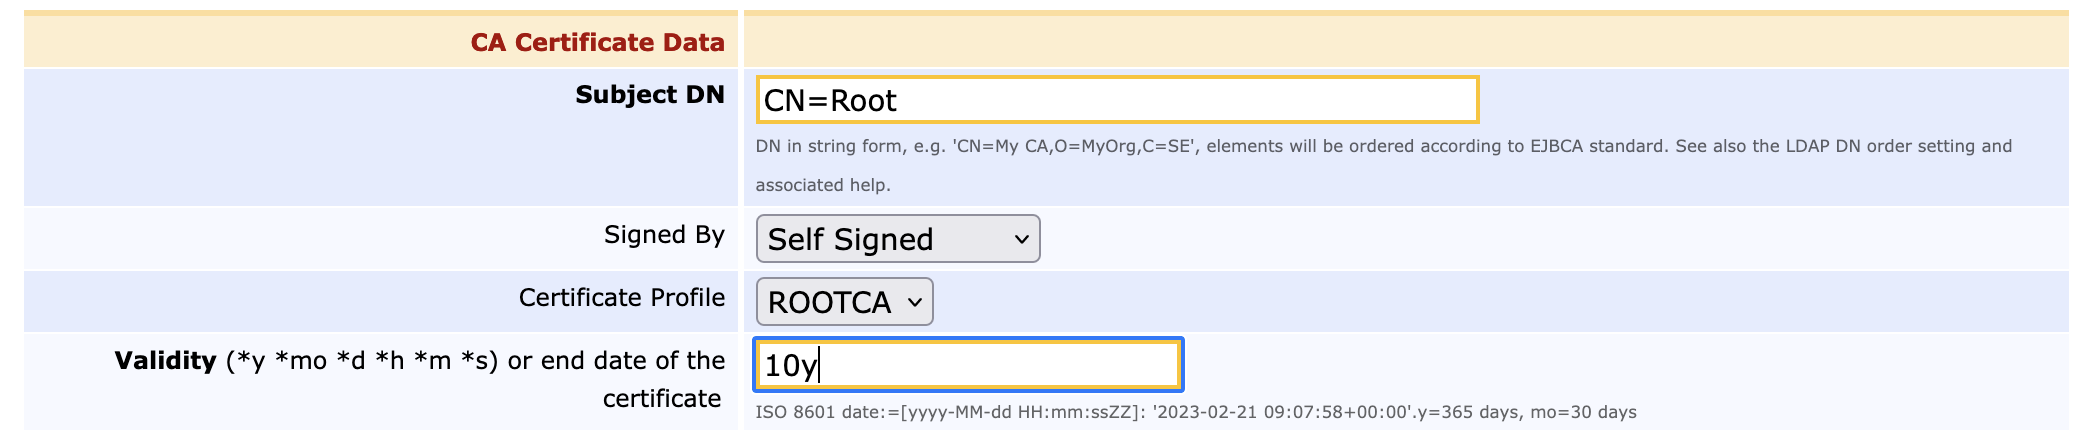 CA Certificate Data
Subject DN
CN=Root
DN in string form, e.g. 'CN=My CA,O=MyOrg,C=SE', elements will be ordered according to EJBCA standard. See also the LDAP DN order setting and
associated help.
Signed By
Self Signed
Certificate Profile
ROOTCA
Validity (*y *mo *d *h *m *s) or end date of the
certificate
10y
ISO 8601 date:=[yyyy-MM-dd HH:mm:ssZZ]: '2023-02-21 09:07:58+00:00'.y=365 days, mo=30 days